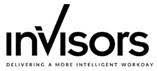 inVisors
DELIVERING A MORE INTELLIGENT WORKDAY